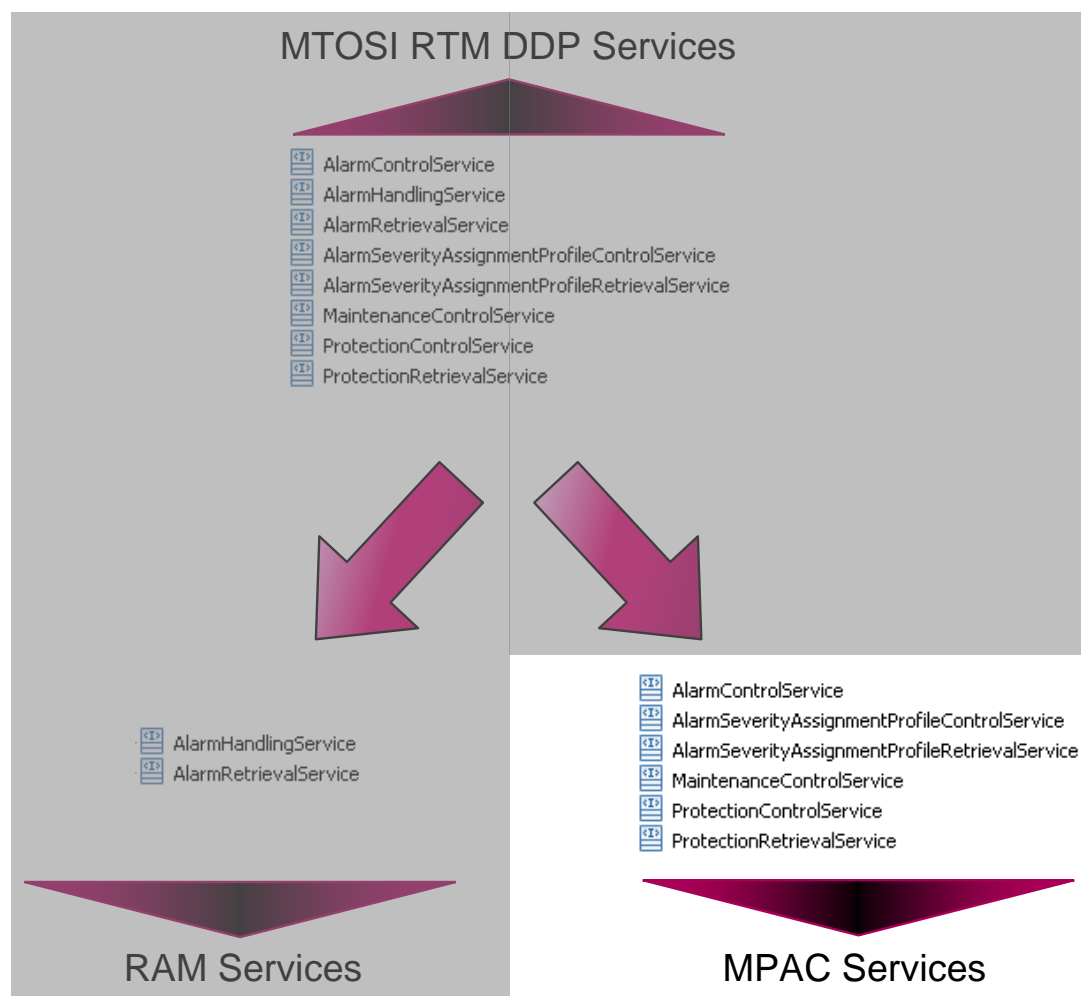 MTOSI RTM DDP Services
<I> AlarmControlService
<I> AlarmHandlingService
<I> AlarmRetrievalService
<I> AlarmSeverityAssignmentProfileControlService
<I> AlarmSeverityAssignmentProfileRetrievalService
<I> MaintenanceControlService
<I> ProtectionControlService
<I> ProtectionRetrievalService
<I> AlarmHandlingService
<I> AlarmRetrievalService
RAM Services
<I> AlarmControlService
<I> AlarmSeverityAssignmentProfileControlService
<I> AlarmSeverityAssignmentProfileRetrievalService
<I> MaintenanceControlService
<I> ProtectionControlService
<I> ProtectionRetrievalService
MPAC Services